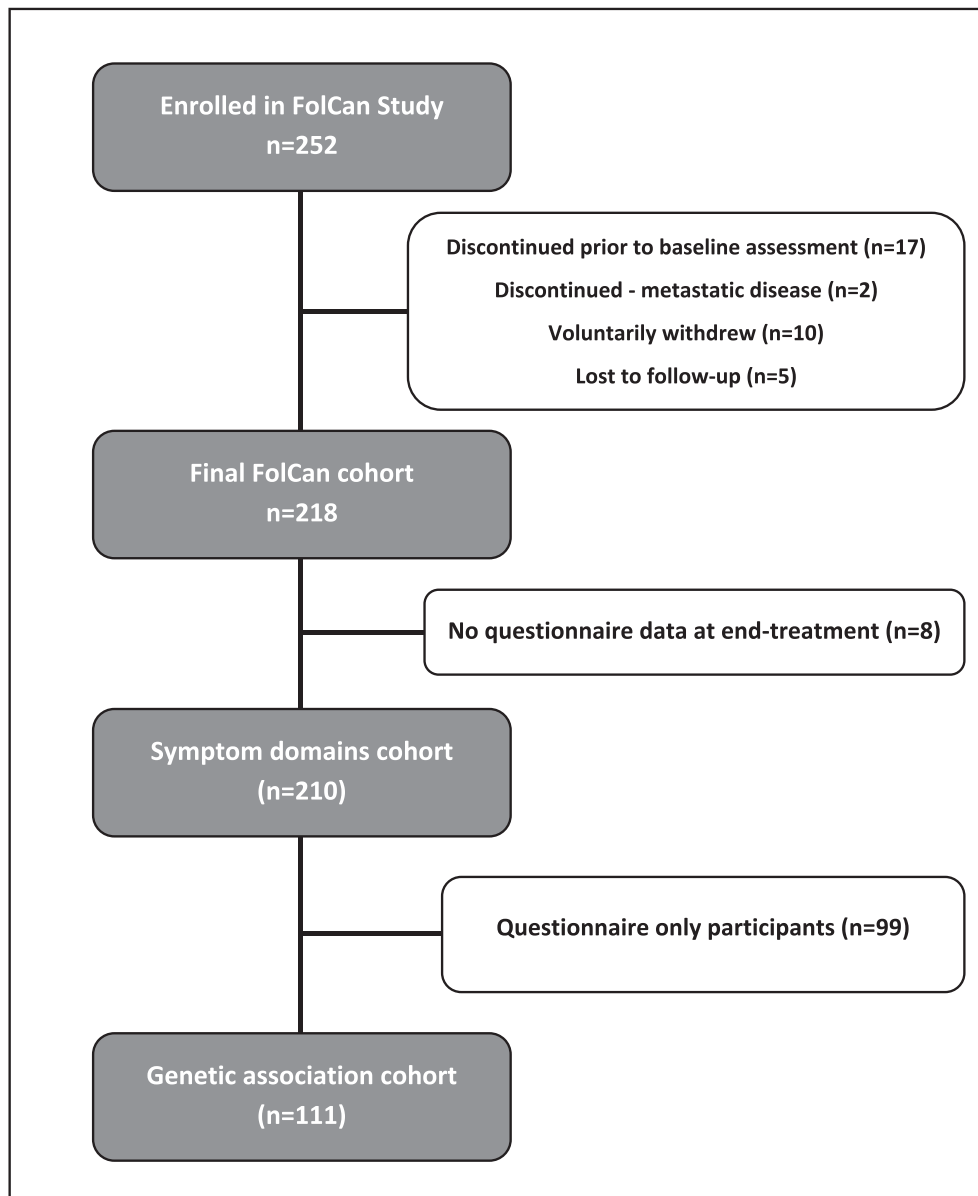 Enrolled in FolCan Study
n=252
Discontinued prior to baseline assessment (n=17)
Discontinued - metastatic disease (n=2)
Voluntarily withdrew (n=10)
Lost to follow-up (n=5)
Final FolCan cohort
n=218
No questionnaire data at end-treatment (n=8)
Symptom domains cohort
(n=210)
Questionnaire only participants (n=99)
Genetic association cohort
(n=111)